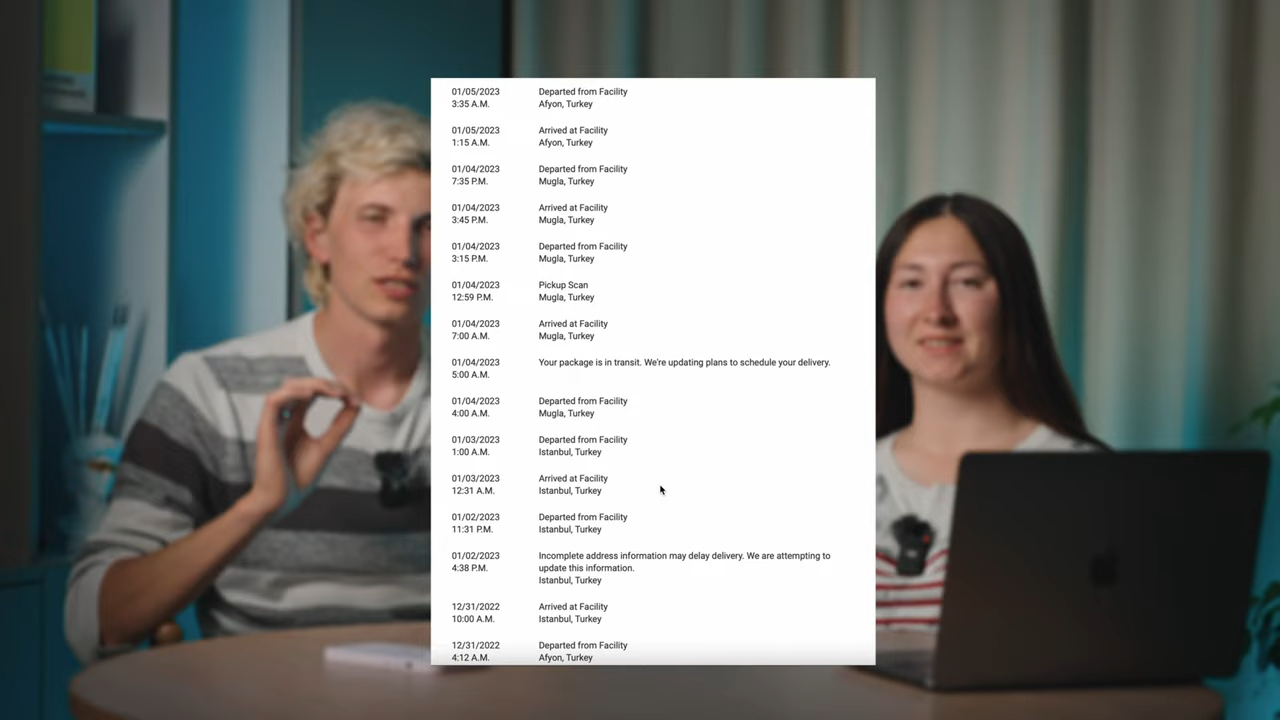 01/05/2023 Departed from Facility
3:35 A.M. Afyon, Turkey
01/05/2023 Arrived at Facility
1:15 A.M. Afyon, Turkey
01/04/2023 Departed from Facility
7:35 P.M. Mugla, Turkey
01/04/2023 Arrived at Facility
3:45 P.M. Mugla, Turkey
01/04/2023 Departed from Facility
3:15 P.M. Mugla, Turkey
01/04/2023 Pickup Scan
12:59 P.M. Mugla, Turkey
01/04/2023 Arrived at Facility
7:00 A.M. Mugla, Turkey
01/04/2023 Your package is in transit. We're updating plans to schedule your delivery.
5:00 A.M.
01/04/2023 Departed from Facility
4:00 A.M. Mugla, Turkey
01/03/2023 Departed from Facility
1:00 A.M. Istanbul, Turkey
01/03/2023 Arrived at Facility
12:31 A.M. Istanbul, Turkey
01/02/2023 Departed from Facility
11:31 P.M. Istanbul, Turkey
01/02/2023 Incomplete address information may delay delivery. We are attempting to
4:38 P.M. update this information.
Istanbul, Turkey
12/31/2022 Arrived at Facility
10:00 A.M. Istanbul, Turkey
12/31/2022 Departed from Facility
4:12 A.M. Afyon, Turkey